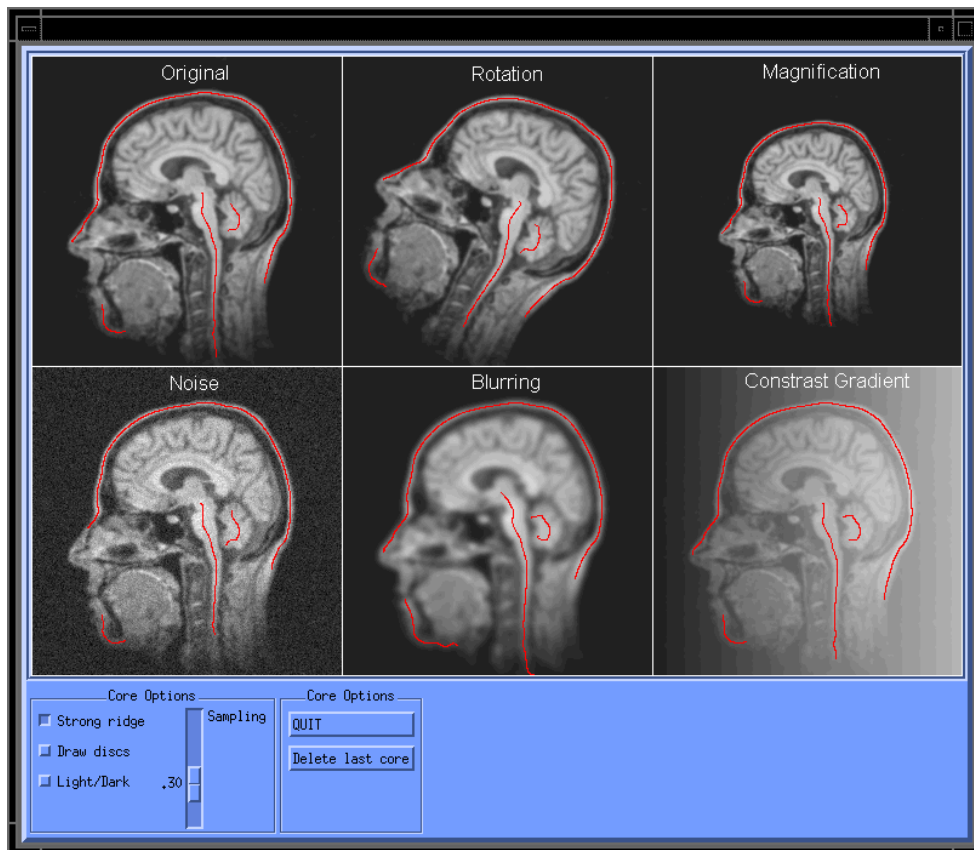 Original
Rotation
Magnification
Noise
Blurring
Constrast Gradient
Core Options
Strong ridge
Draw discs
Light/Dark
.30
Sampling
Core Options
QUIT
Delete last core